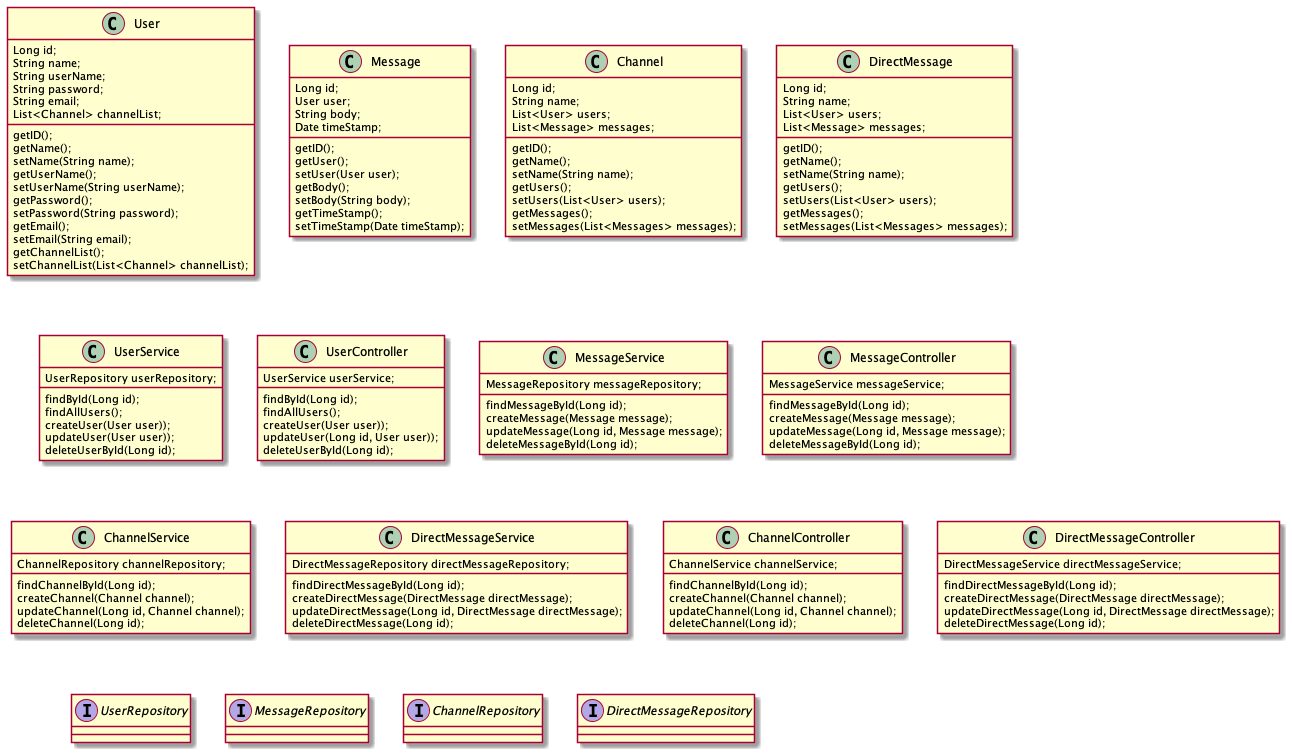 C User
Long id;
String name;
String userName;
String password;
String email;
List<Channel> channelList;
getID();
getName();
setName(String name);
getUserName();
setUserName(String userName);
getPassword();
setPassword(String password);
getEmail();
setEmail(String email);
getChannelList();
setChannelList(List<Channel> channelList);
C Message
Long id;
User user;
String body;
Date timeStamp;
getID();
getUser();
setUser(User user);
getBody();
setBody(String body);
getTimeStamp();
setTimeStamp(Date timeStamp);
C Channel
Long id;
String name;
List<User> users;
List<Message> messages;
getID();
getName();
setName(String name);
getUsers();
setUsers(List<User> users);
getMessages();
setMessages(List<Messages> messages);
C DirectMessage
Long id;
String name;
List<User> users;
List<Message> messages;
getID();
getName();
setName(String name);
getUsers();
setUsers(List<User> users);
getMessages();
setMessages(List<Messages> messages);
C UserService
UserRepository userRepository;
findById(Long id);
findAllUsers();
createUser(User user));
updateUser(User user));
deleteUserById(Long id);
C UserController
UserService userService;
findById(Long id);
findAllUsers();
createUser(User user));
updateUser(Long id, User user));
deleteUserById(Long id);
C MessageService
MessageRepository messageRepository;
findMessageById(Long id);
createMessage(Message message);
updateMessage(Long id, Message message);
deleteMessageById(Long id);
C MessageController
MessageService messageService;
findMessageById(Long id);
createMessage(Message message);
updateMessage(Long id, Message message);
deleteMessageById(Long id);
C ChannelService
ChannelRepository channelRepository;
findChannelById(Long id);
createChannel(Channel channel);
updateChannel(Long id, Channel channel);
deleteChannel(Long id);
C DirectMessageService
DirectMessageRepository directMessageRepository;
findDirectMessageById(Long id);
createDirectMessage(DirectMessage directMessage);
updateDirectMessage(Long id, DirectMessage directMessage);
deleteDirectMessage(Long id);
C ChannelController
ChannelService channelService;
findChannelById(Long id);
createChannel(Channel channel);
updateChannel(Long id, Channel channel);
deleteChannel(Long id);
C DirectMessageController
DirectMessageService directMessageService;
findDirectMessageById(Long id);
createDirectMessage(DirectMessage directMessage);
updateDirectMessage(Long id, DirectMessage directMessage);
deleteDirectMessage(Long id);
I UserRepository
I MessageRepository
I ChannelRepository
I DirectMessageRepository